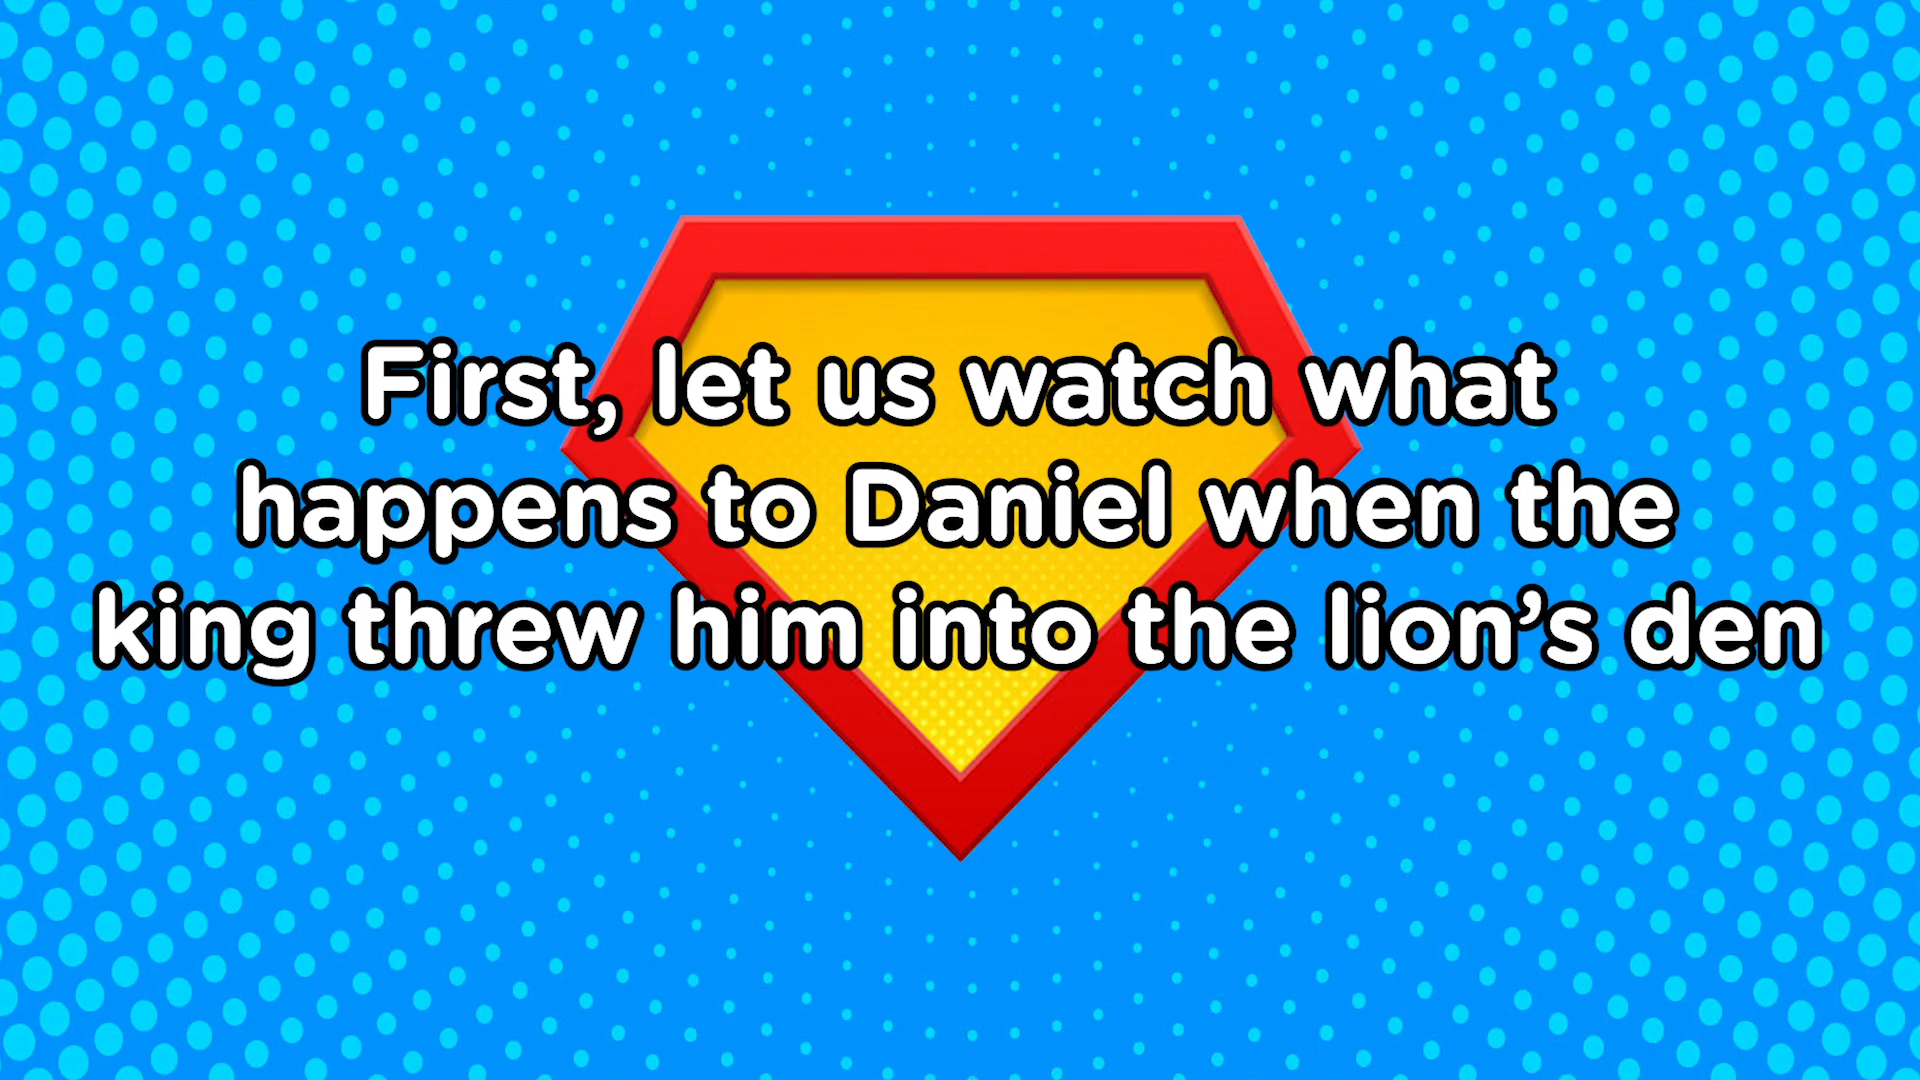 First, let us watch what
happens to Daniel when the
king threw him into the lion’s den